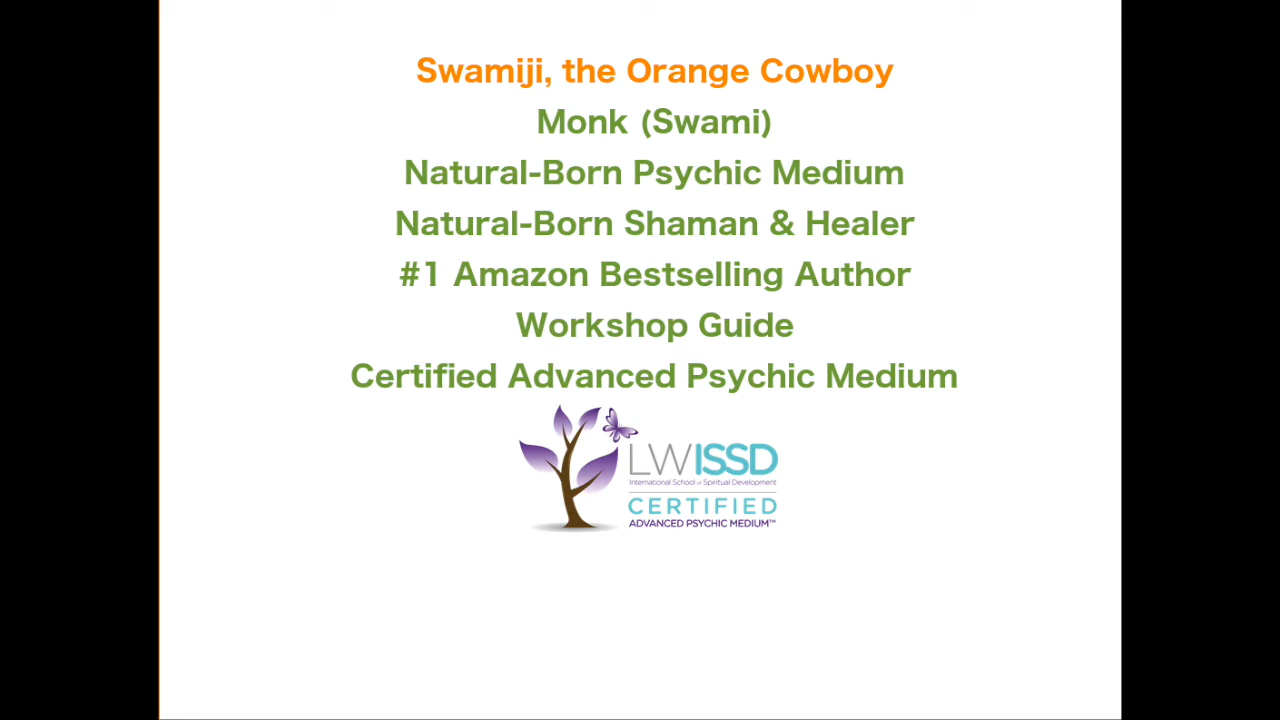 Swamiji, the Orange Cowboy
Monk (Swami)
Natural-Born Psychic Medium
Natural-Born Shaman & Healer
#1 Amazon Bestselling Author
Workshop Guide
Certified Advanced Psychic Medium
LWISSD
International School of Spiritual Development
CERTIFIED
ADVANCED PSYCHIC MEDIUM™